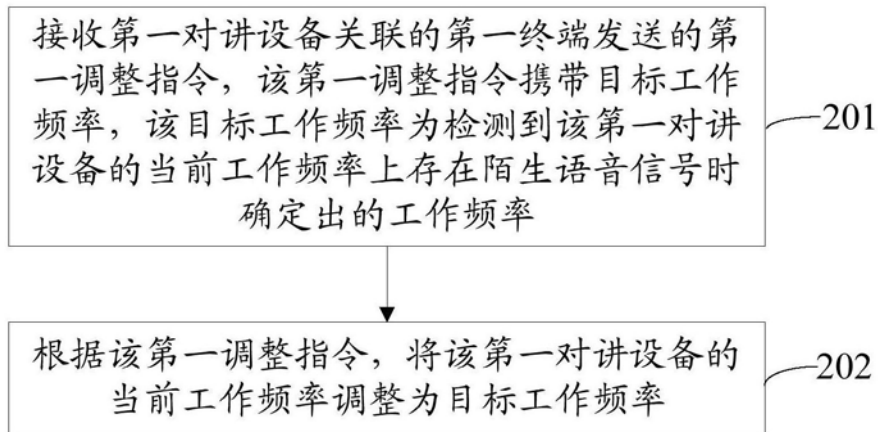 接收第一对讲设备关联的第一终端发送的第
一调整指令，该第一调整指令携带目标工作
频率，该目标工作频率为检测到该第一对讲
设备的当前工作频率上存在陌生语音信号时
确定出的工作频率
201
根据该第一调整指令，将该第一对讲设备的
当前工作频率调整为目标工作频率
202